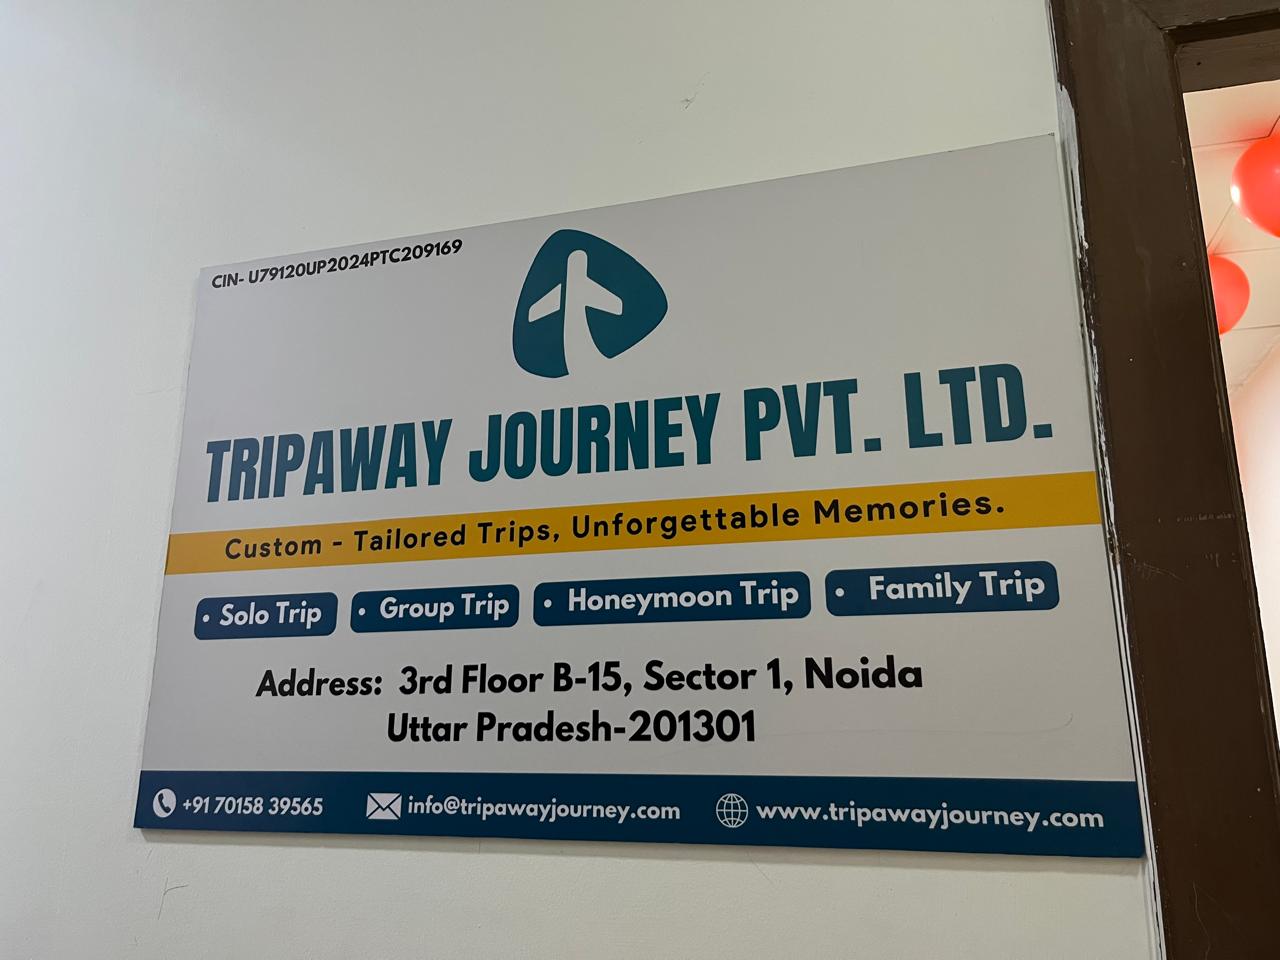 CIN- U79120UP2024PTC209169
TRIPAWAY JOURNEY PVT. LTD.
Custom - Tailored Trips, Unforgettable Memories.
• Solo Trip • Group Trip • Honeymoon Trip • Family Trip
Address: 3rd Floor B-15, Sector 1, Noida
Uttar Pradesh-201301
+91 70158 39565 info@tripawayjourney.com www.tripawayjourney.com